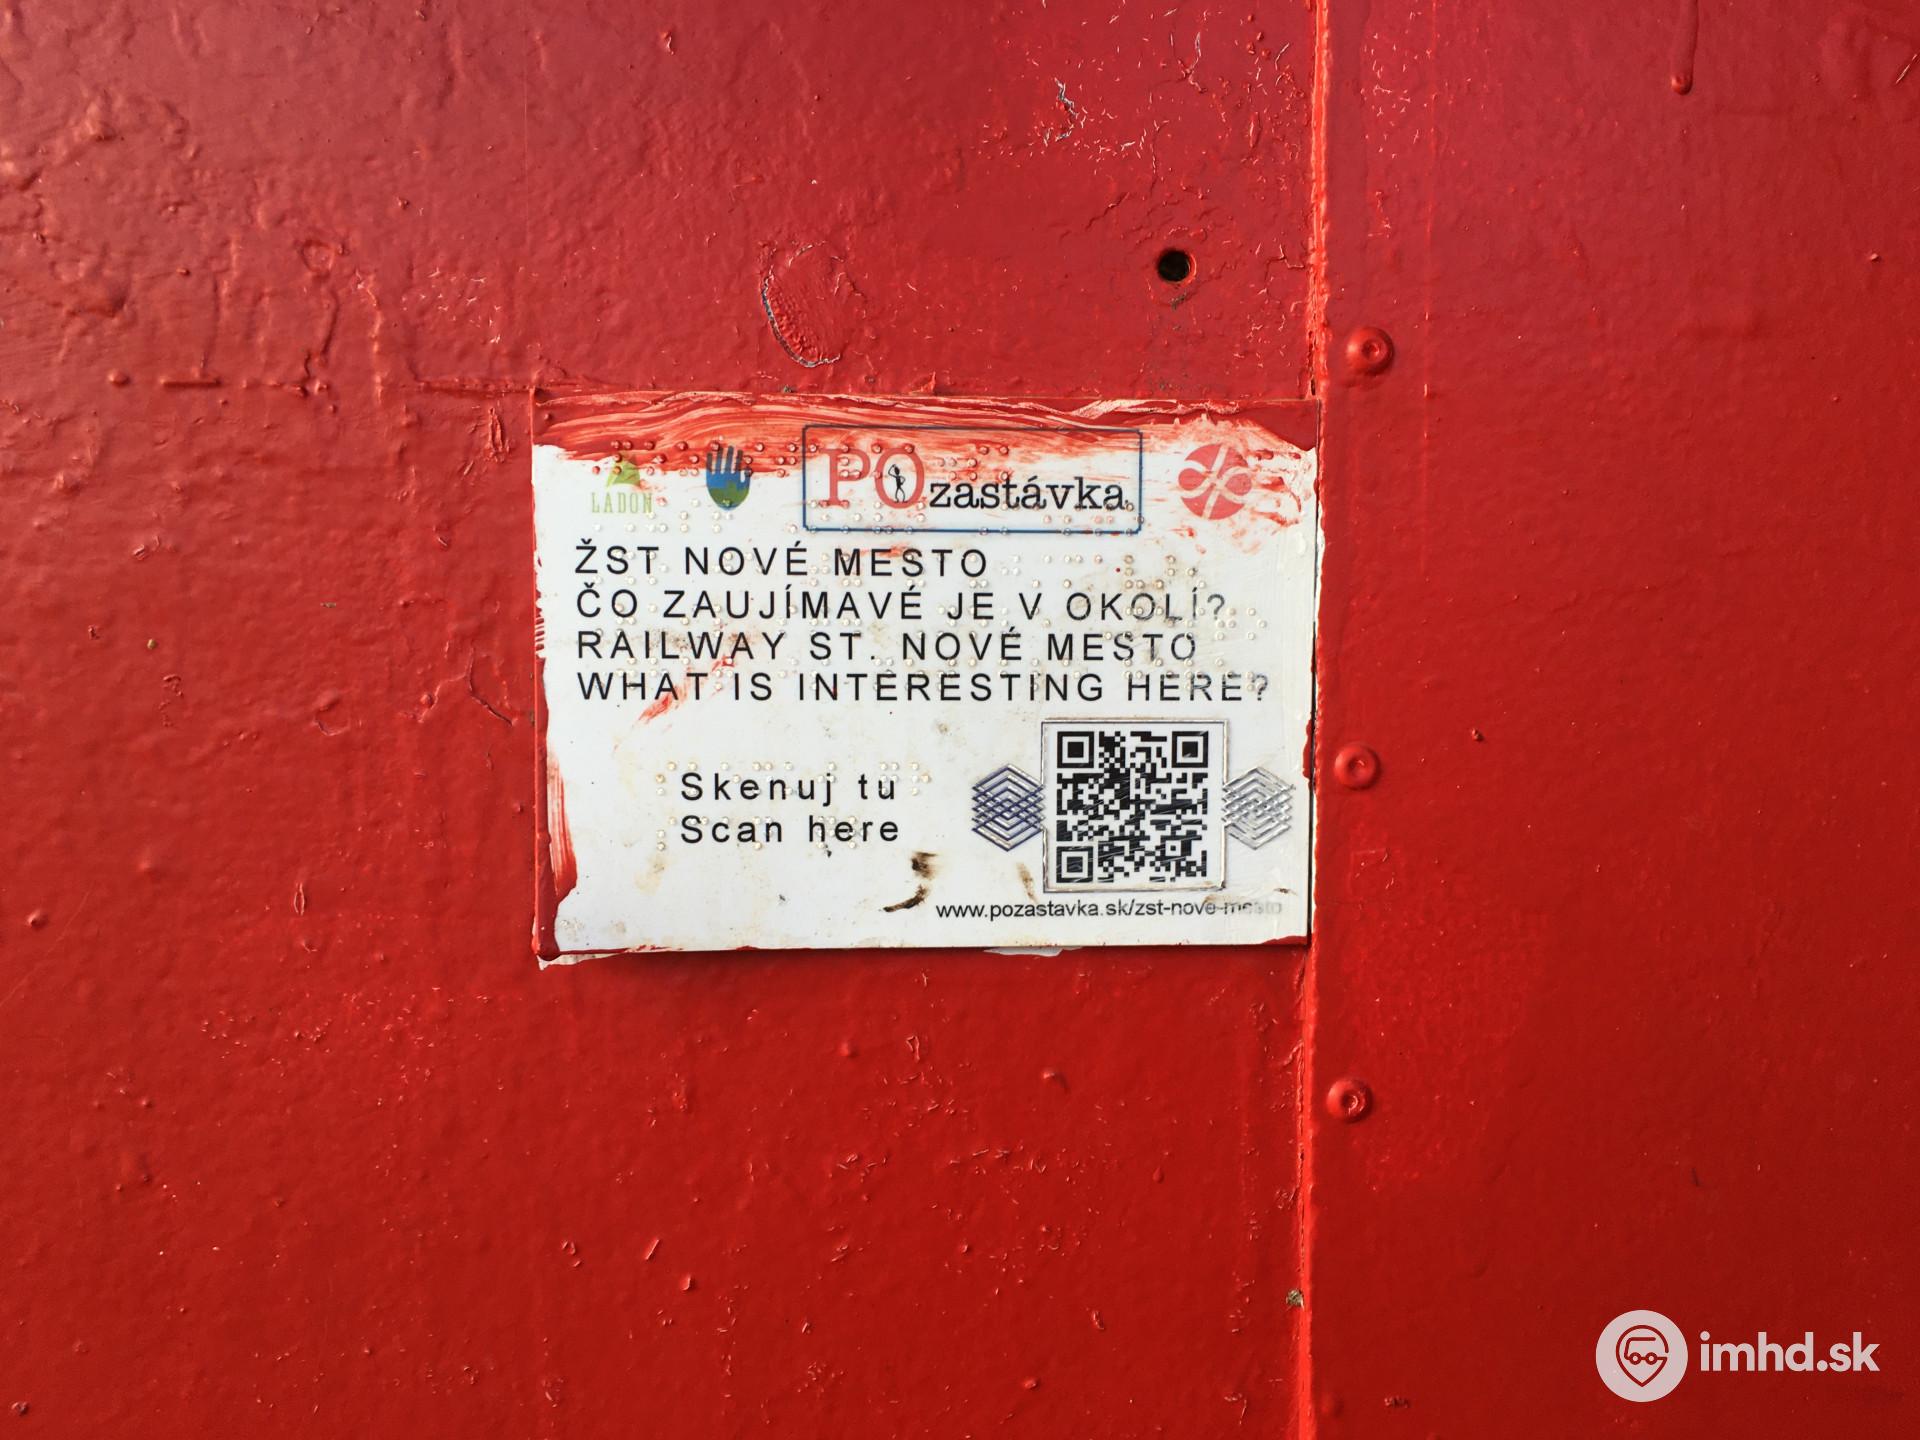 LADON
POzastávka
ŽST NOVÉ MESTO
ČO ZAUJÍMAVÉ JE V OKOLÍ?
RAILWAY ST. NOVÉ MESTO
WHAT IS INTERESTING HERE?
Skenuj tu
Scan here
www.pozastavka.sk/zst-nove-mesto
imhd.sk